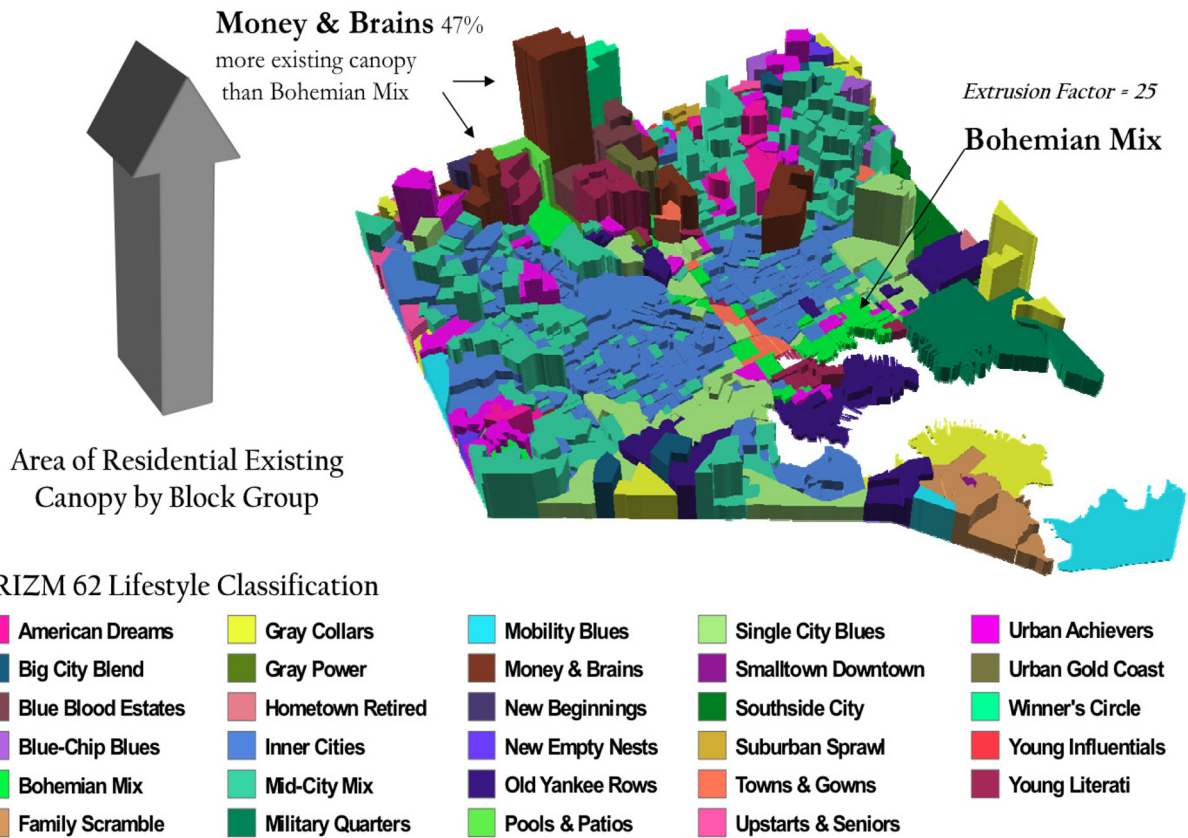 Money & Brains 47%
more existing canopy
than Bohemian Mix
Extrusion Factor = 25
Bohemian Mix
Area of Residential Existing
Canopy by Block Group
RIZM 62 Lifestyle Classification
American Dreams
Big City Blend
Blue Blood Estates
Blue-Chip Blues
Bohemian Mix
Family Scramble
Gray Collars
Gray Power
Hometown Retired
Inner Cities
Mid-City Mix
Military Quarters
Mobility Blues
Money & Brains
New Beginnings
New Empty Nests
Old Yankee Rows
Pools & Patios
Single City Blues
Smalltown Downtown
Southside City
Suburban Sprawl
Towns & Gowns
Upstarts & Seniors
Urban Achievers
Urban Gold Coast
Winner's Circle
Young Influentials
Young Literati